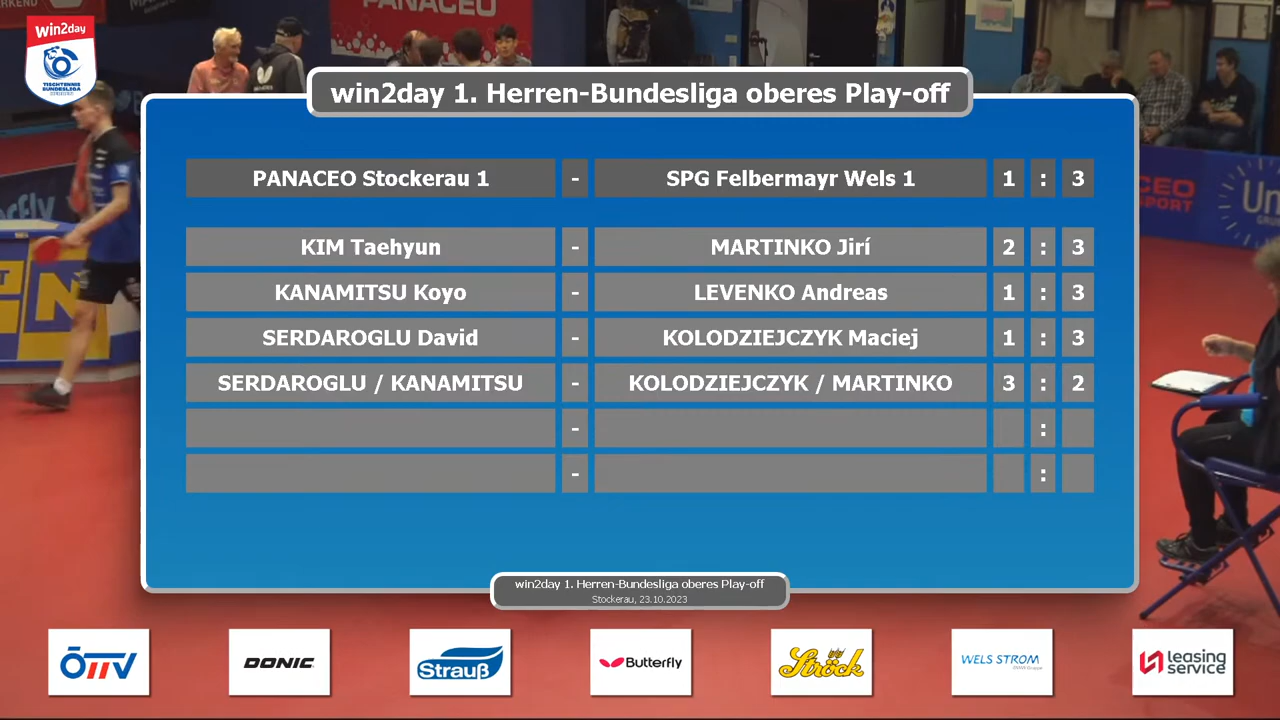 PANACEO
win2day
TISCHTENNIS
BUNDESLIGA
win2day 1. Herren-Bundesliga oberes Play-off
PANACEO Stockerau 1 - SPG Felbermayr Wels 1 1 : 3
KIM Taehyun - MARTINKO Jirí 2 : 3
KANAMITSU Koyo - LEVENKO Andreas 1 : 3
SERDAROGLU David - KOLODZIEJCZYK Maciej 1 : 3
SERDAROGLU / KANAMITSU - KOLODZIEJCZYK / MARTINKO 3 : 2
- :
- :
win2day 1. Herren-Bundesliga oberes Play-off
Stockerau, 23.10.2023
ÖTTV
DONIC
Strauß
Butterfly
Ströck
WELS STROM
leasing
service